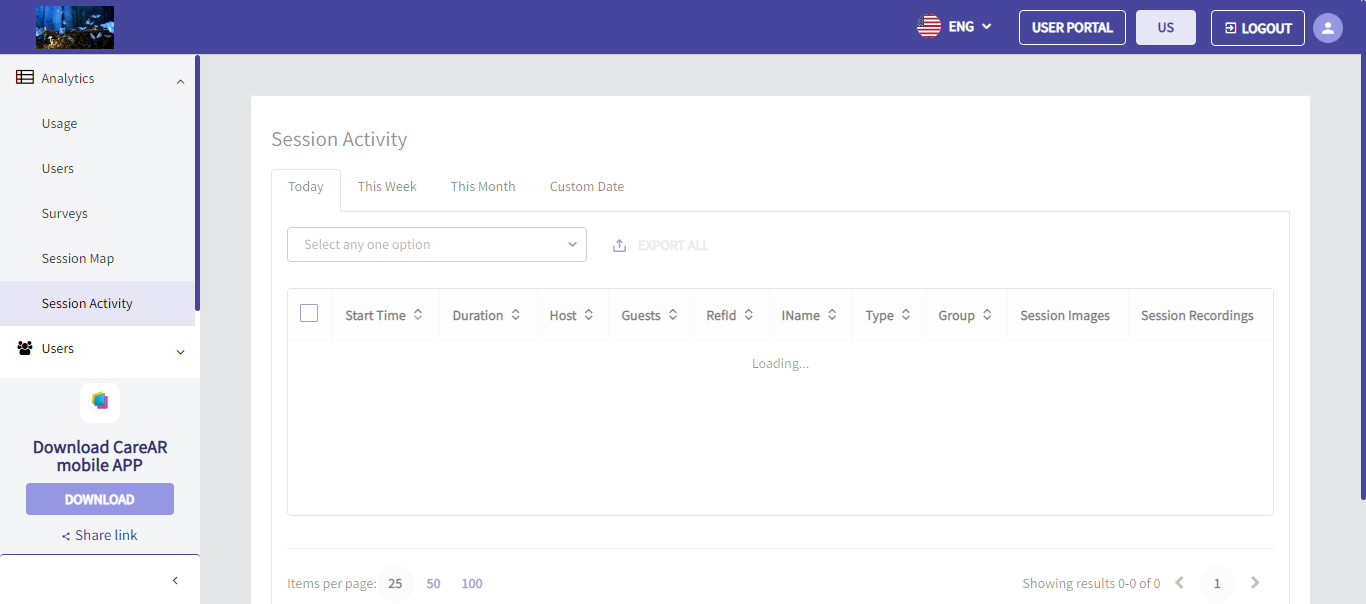 ENG USER PORTAL US LOGOUT
Analytics
Usage
Users
Surveys
Session Map
Session Activity
Users
Download CareAR
mobile APP
DOWNLOAD
Share link
Session Activity
Today This Week This Month Custom Date
Select any one option EXPORT ALL
Start Time Duration Host Guests RefId IName Type Group Session Images Session Recordings
Loading...
Items per page: 25 50 100 Showing results 0-0 of 0 1